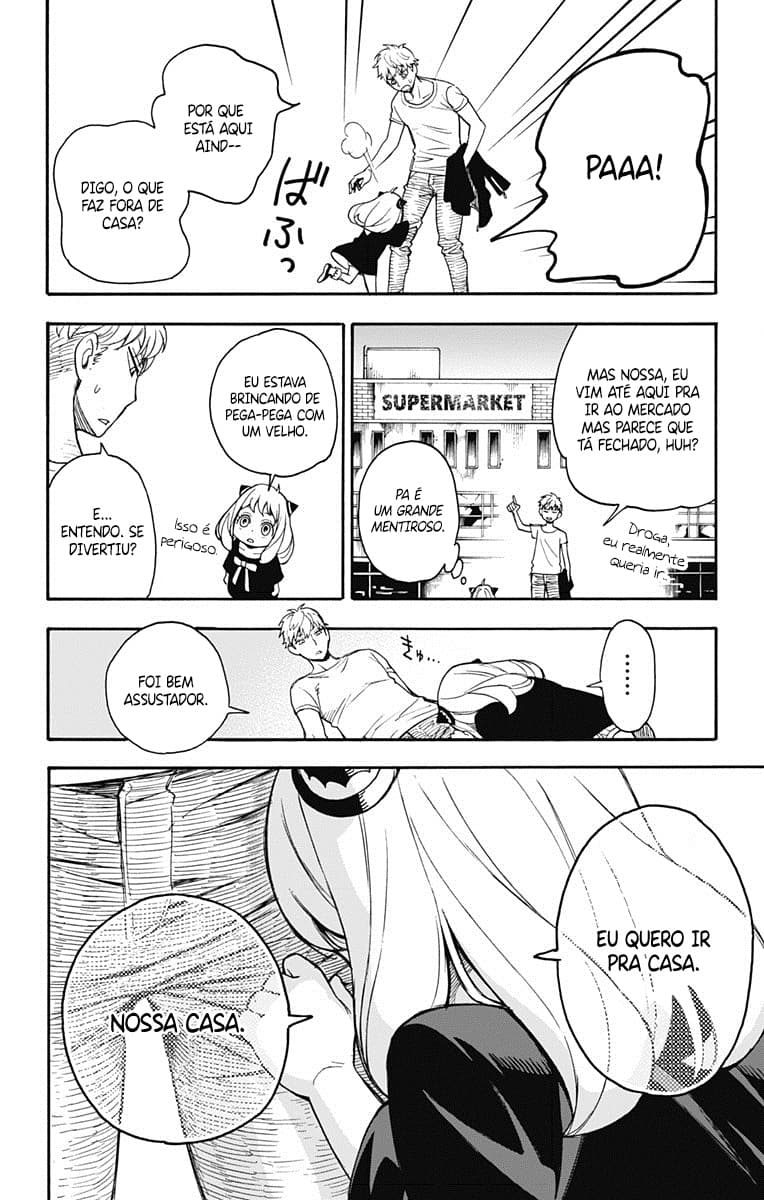 PAAA!
POR QUE
ESTÁ AQUI
AIND--
DIGO, O QUE
FAZ FORA DE
CASA?
ばふっ
MAS NOSSA, EU
VIM ATÉ AQUI PRA
IR AO MERCADO
MAS PARECE QUE
TÁ FECHADO, HUH?
SUPERMARKET
Droga,
eu realmente
queria ir...
PA É
UM GRANDE
MENTIROSO.
EU ESTAVA
BRINCANDO DE
PEGA-PEGA COM
UM VELHO.
Isso é
perigoso.
E...
ENTENDO. SE
DIVERTIU?
......
きゅ...
FOI BEM
ASSUSTADOR.
EU QUERO IR
PRA CASA.
NOSSA CASA.